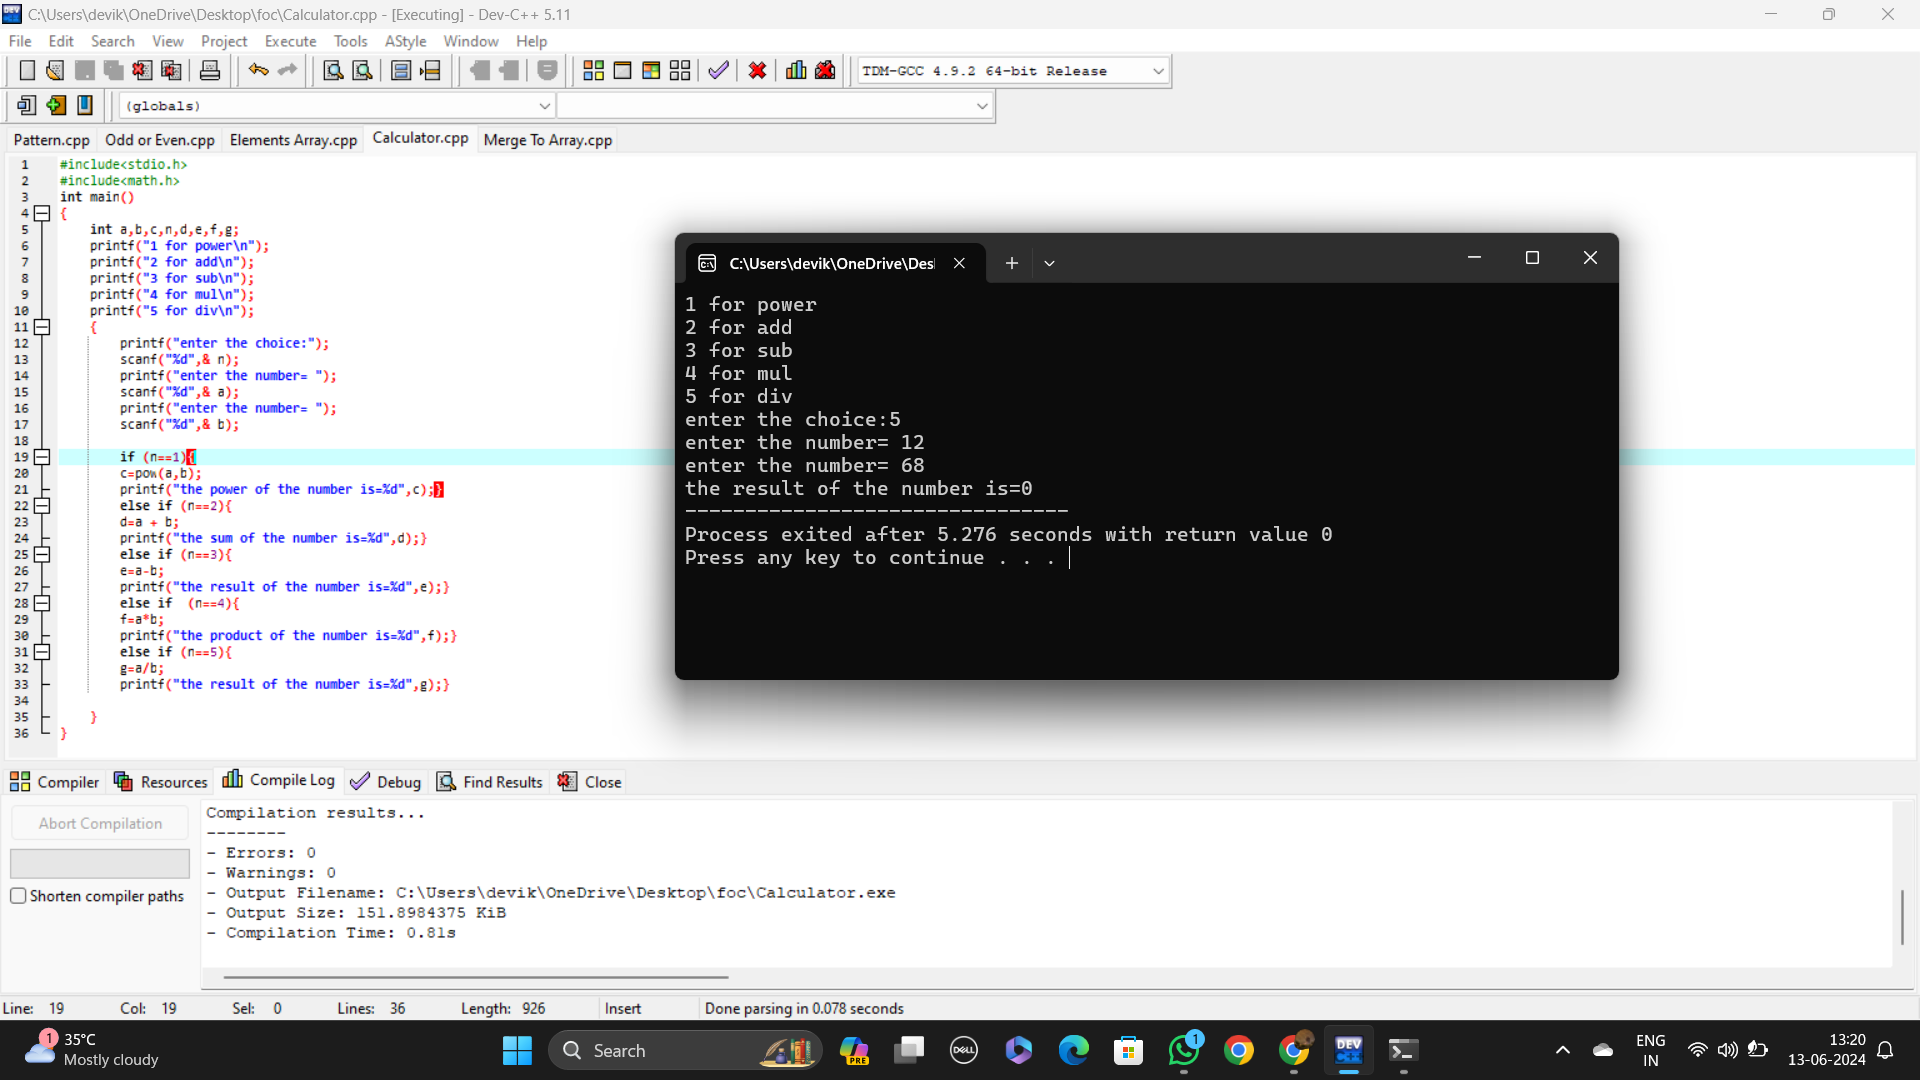 C:\Users\devik\OneDrive\Desktop\foc\Calculator.cpp - [Executing] - Dev-C++ 5.11
File Edit Search View Project Execute Tools AStyle Window Help
TDM-GCC 4.9.2 64-bit Release
(globals)
Pattern.cpp Odd or Even.cpp Elements Array.cpp Calculator.cpp Merge To Array.cpp
1 #include<stdio.h>
2 #include<math.h>
3 int main()
4 {
5 int a,b,c,n,d,e,f,g;
6 printf("1 for power\n");
7 printf("2 for add\n");
8 printf("3 for sub\n");
9 printf("4 for mul\n");
10 printf("5 for div\n");
11 {
12 printf("enter the choice:");
13 scanf("%d",& n);
14 printf("enter the number= ");
15 scanf("%d",& a);
16 printf("enter the number= ");
17 scanf("%d",& b);
18
19 if (n==1){
20 c=pow(a,b);
21 printf("the power of the number is=%d",c);}
22 else if (n==2){
23 d=a + b;
24 printf("the sum of the number is=%d",d);}
25 else if (n==3){
26 e=a-b;
27 printf("the result of the number is=%d",e);}
28 else if  (n==4){
29 f=a*b;
30 printf("the product of the number is=%d",f);}
31 else if (n==5){
32 g=a/b;
33 printf("the result of the number is=%d",g);}
34
35 }
36 }
C:\Users\devik\OneDrive\Des
1 for power
2 for add
3 for sub
4 for mul
5 for div
enter the choice:5
enter the number= 12
enter the number= 68
the result of the number is=0
--------------------------------
Process exited after 5.276 seconds with return value 0
Press any key to continue . . .
Compiler Resources Compile Log Debug Find Results Close
Abort Compilation
Shorten compiler paths
Compilation results...
--------
- Errors: 0
- Warnings: 0
- Output Filename: C:\Users\devik\OneDrive\Desktop\foc\Calculator.exe
- Output Size: 151.8984375 KiB
- Compilation Time: 0.81s
Line: 19 Col: 19 Sel: 0 Lines: 36 Length: 926 Insert Done parsing in 0.078 seconds
1
35°C
Mostly cloudy
Search
PRE
DELL
1
DEV
C++
ENG
IN
13:20
13-06-2024